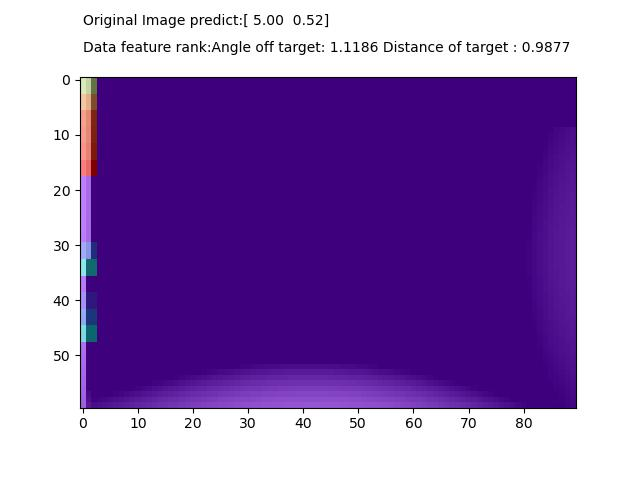 Original Image predict:[ 5.00  0.52]
Data feature rank:Angle off target: 1.1186 Distance of target : 0.9877
0
10
20
30
40
50
0 10 20 30 40 50 60 70 80